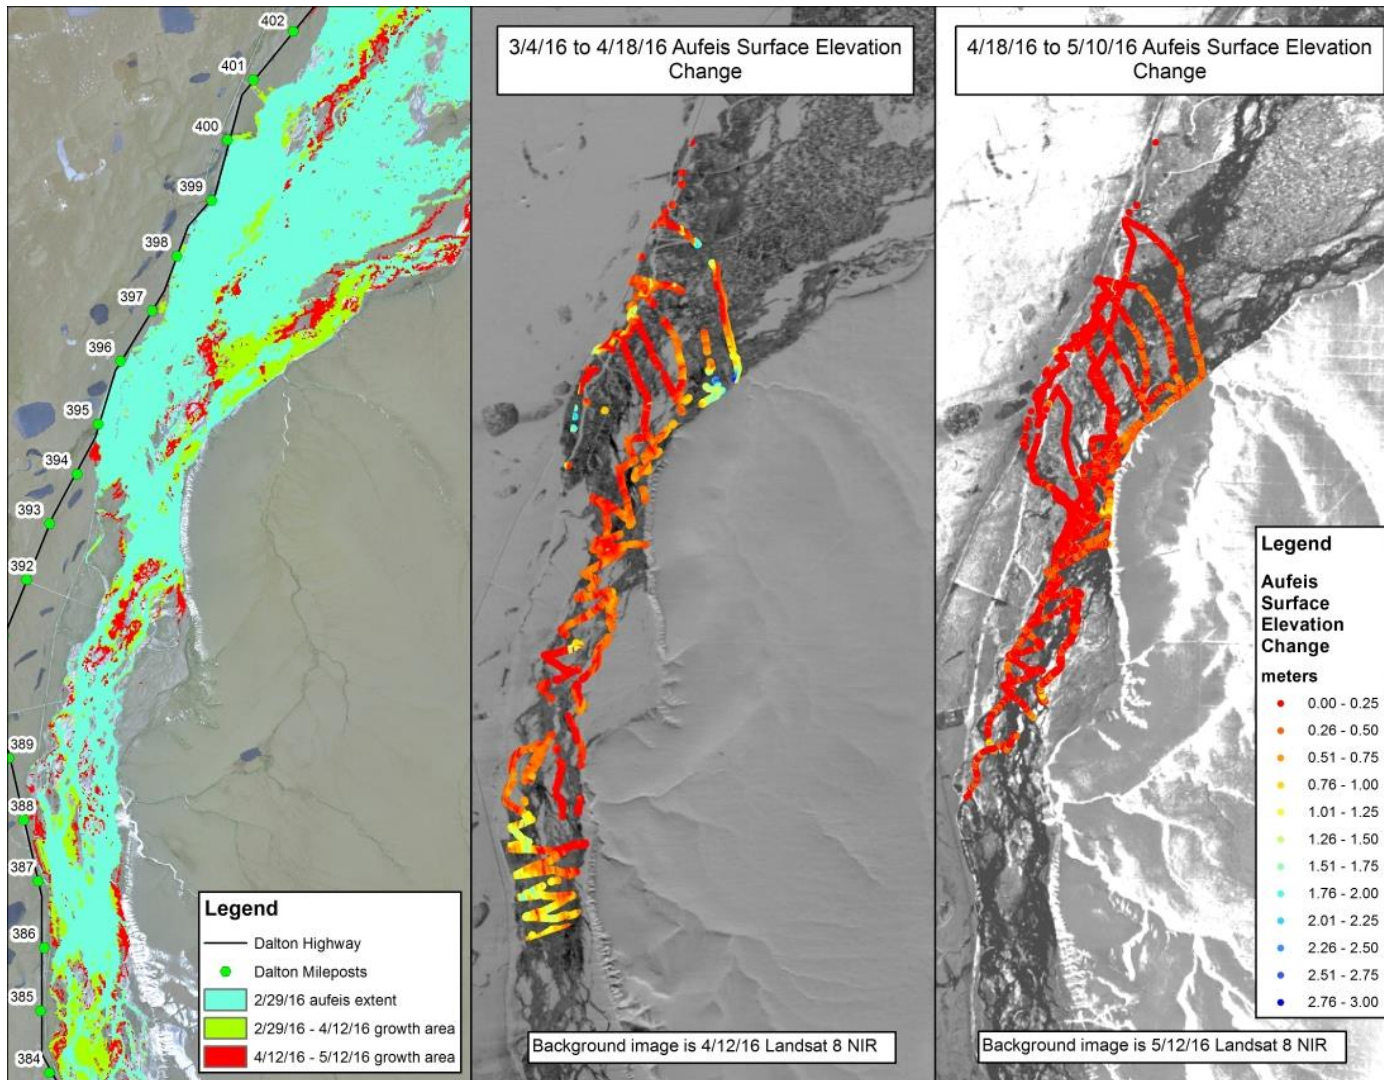 402
401
400
399
398
397
396
395
394
393
392
389
388
387
386
385
384
Legend
Dalton Highway
Dalton Mileposts
2/29/16 aufeis extent
2/29/16 - 4/12/16 growth area
4/12/16 - 5/12/16 growth area
3/4/16 to 4/18/16 Aufeis Surface Elevation
Change
Background image is 4/12/16 Landsat 8 NIR
4/18/16 to 5/10/16 Aufeis Surface Elevation
Change
Legend
Aufeis
Surface
Elevation
Change
meters
0.00 - 0.25
0.26 - 0.50
0.51 - 0.75
0.76 - 1.00
1.01 - 1.25
1.26 - 1.50
1.51 - 1.75
1.76 - 2.00
2.01 - 2.25
2.26 - 2.50
2.51 - 2.75
2.76 - 3.00
Background image is 5/12/16 Landsat 8 NIR